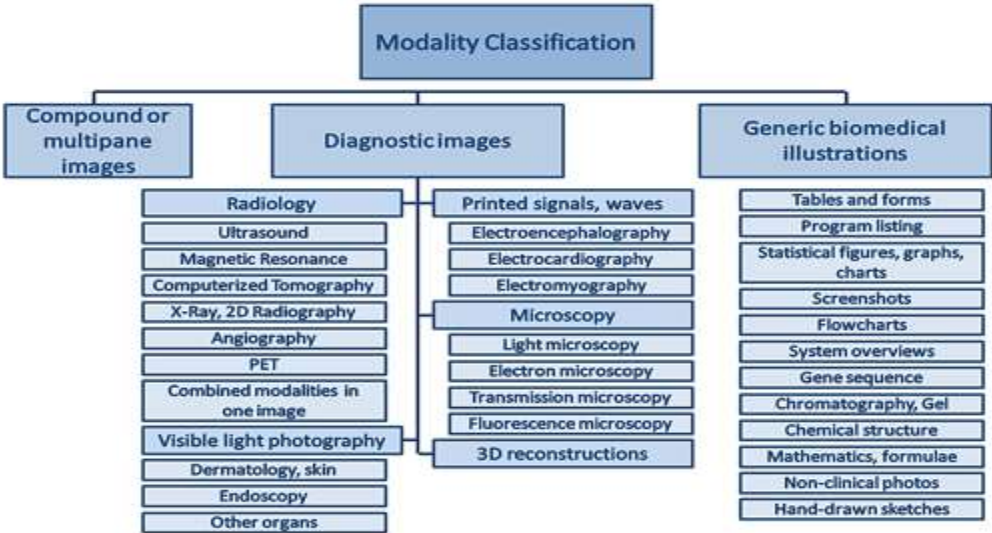 Modality Classification
Compound or
multipane
images
Diagnostic images
Generic biomedical
illustrations
Radiology
Ultrasound
Magnetic Resonance
Computerized Tomography
X-Ray, 2D Radiography
Angiography
PET
Combined modalities in
one image
Visible light photography
Dermatology, skin
Endoscopy
Other organs
Printed signals, waves
Electroencephalography
Electrocardiography
Electromyography
Microscopy
Light microscopy
Electron microscopy
Transmission microscopy
Fluorescence microscopy
3D reconstructions
Tables and forms
Program listing
Statistical figures, graphs,
charts
Screenshots
Flowcharts
System overviews
Gene sequence
Chromatography, Gel
Chemical structure
Mathematics, formulae
Non-clinical photos
Hand-drawn sketches